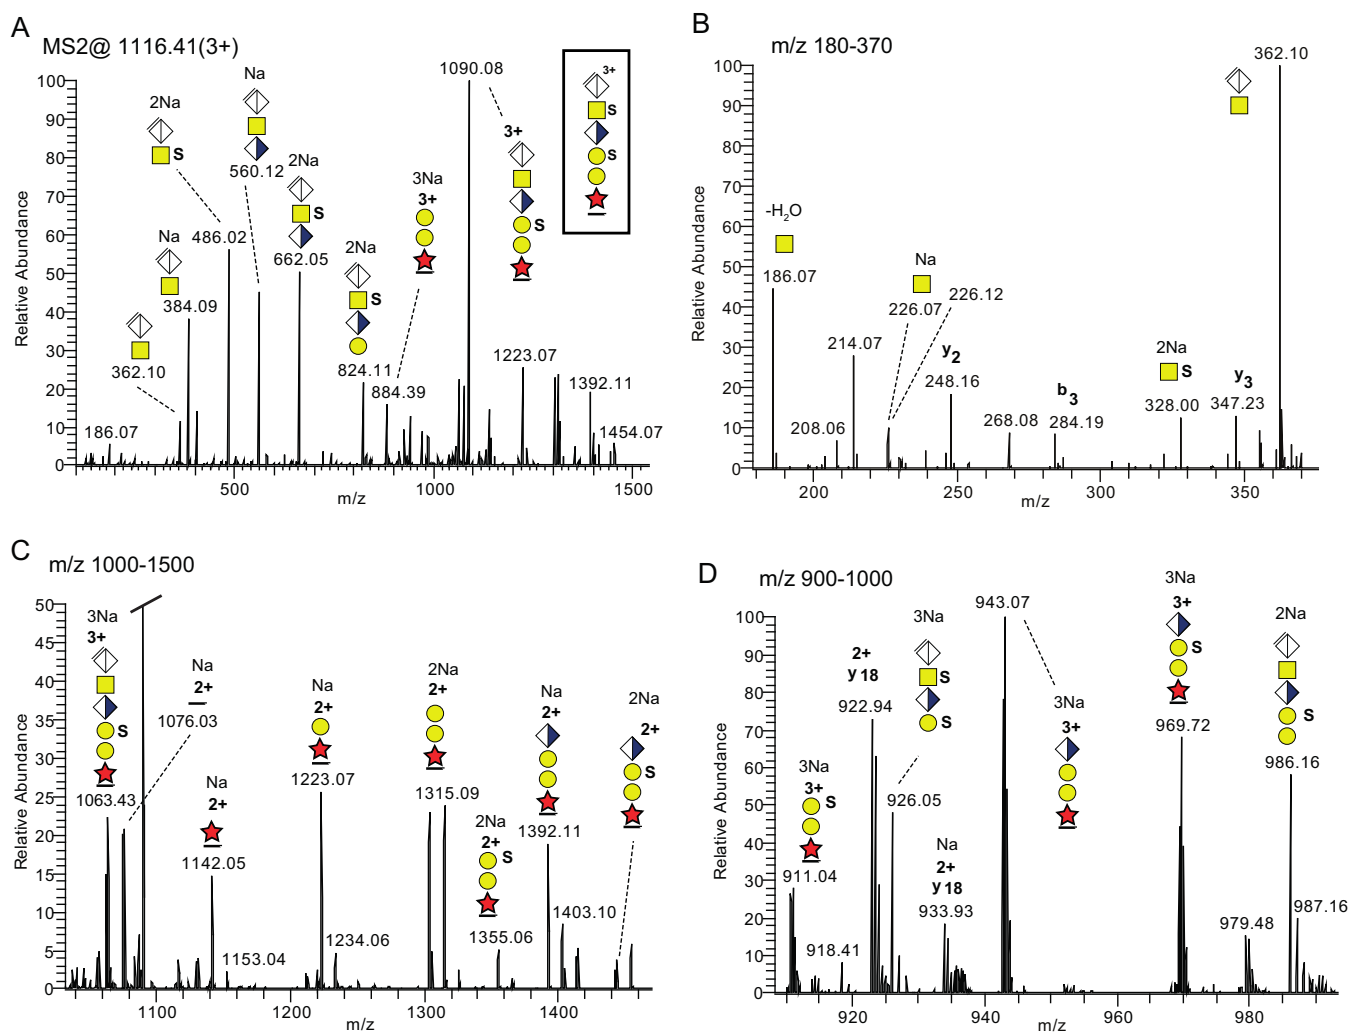 A
MS2@ 1116.41(3+)
Relative Abundance
100
90
80
70
60
50
40
30
20
10
0
500
1000
1500
m/z
186.07
362.10
Na
384.09
2Na
S
486.02
Na
560.12
2Na
S
662.05
2Na
S
824.11
3Na
3+
884.39
1090.08
3+
S
1223.07
1392.11
1454.07
3+
S
S
B
m/z 180-370
Relative Abundance
100
90
80
70
60
50
40
30
20
10
0
200
250
300
350
m/z
-H2O
186.07
208.06
214.07
Na
226.07
226.12
y2
248.16
268.08
b3
284.19
2Na
S
328.00
y3
347.23
362.10
C
m/z 1000-1500
Relative Abundance
50
45
40
35
30
25
20
15
10
5
0
1100
1200
1300
1400
m/z
3Na
3+
S
1063.43
Na
2+
1076.03
Na
2+
1142.05
1153.04
Na
2+
1223.07
1234.06
2Na
2+
1315.09
2Na
2+
S
1355.06
Na
2+
1392.11
1403.10
2Na
2+
S
D
m/z 900-1000
Relative Abundance
100
90
80
70
60
50
40
30
20
10
0
920
940
960
980
m/z
3Na
3+
S
911.04
918.41
2+
y 18
922.94
3Na
S
S
926.05
Na
2+
y 18
933.93
943.07
3Na
3+
3Na
3+
S
969.72
979.48
2Na
986.16
987.16